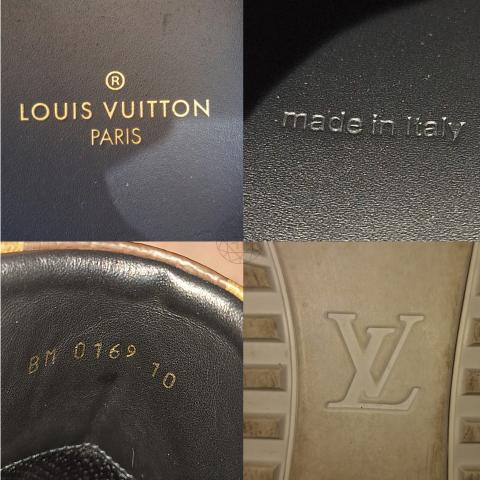 ®
LOUIS VUITTON
PARIS
made in Italy
BM 0169 10
LV